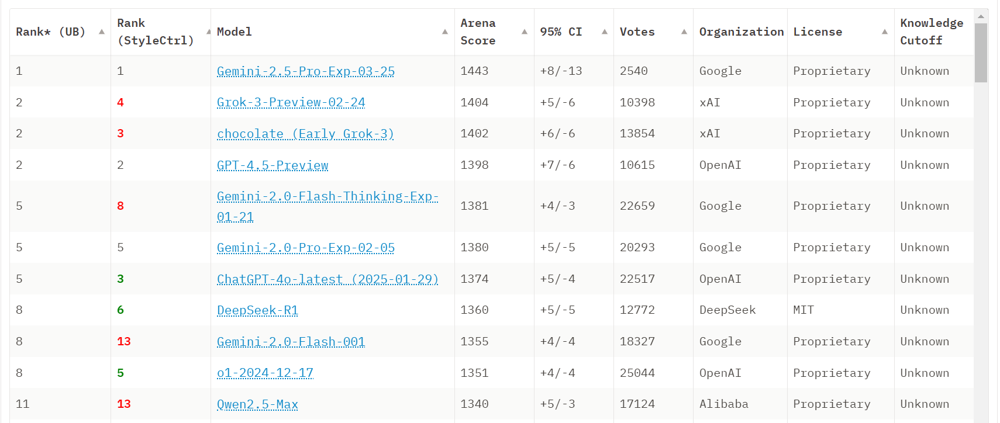 Rank* (UB) Rank (StyleCtrl) Model Arena Score 95% CI Votes Organization License Knowledge Cutoff
1 1 Gemini-2.5-Pro-Exp-03-25 1443 +8/-13 2540 Google Proprietary Unknown
2 4 Grok-3-Preview-02-24 1404 +5/-6 10398 xAI Proprietary Unknown
2 3 chocolate (Early Grok-3) 1402 +6/-6 13854 xAI Proprietary Unknown
2 2 GPT-4.5-Preview 1398 +7/-6 10615 OpenAI Proprietary Unknown
5 8 Gemini-2.0-Flash-Thinking-Exp-01-21 1381 +4/-3 22659 Google Proprietary Unknown
5 5 Gemini-2.0-Pro-Exp-02-05 1380 +5/-5 20293 Google Proprietary Unknown
5 3 ChatGPT-4o-latest (2025-01-29) 1374 +5/-4 22517 OpenAI Proprietary Unknown
8 6 DeepSeek-R1 1360 +5/-5 12772 DeepSeek MIT Unknown
8 13 Gemini-2.0-Flash-001 1355 +4/-4 18327 Google Proprietary Unknown
8 5 o1-2024-12-17 1351 +4/-4 25044 OpenAI Proprietary Unknown
11 13 Qwen2.5-Max 1340 +5/-3 17124 Alibaba Proprietary Unknown